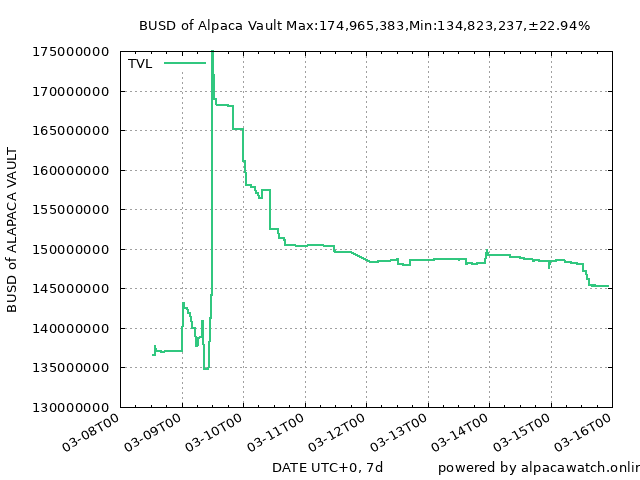 BUSD of Alpaca Vault Max:174,965,383,Min:134,823,237,±22.94%
175000000
170000000
165000000
160000000
155000000
150000000
145000000
140000000
135000000
130000000
BUSD of ALAPACA VAULT
TVL
03-08T00
03-09T00
03-10T00
03-11T00
03-12T00
03-13T00
03-14T00
03-15T00
03-16T00
DATE UTC+0, 7d
powered by alpacawatch.onlin